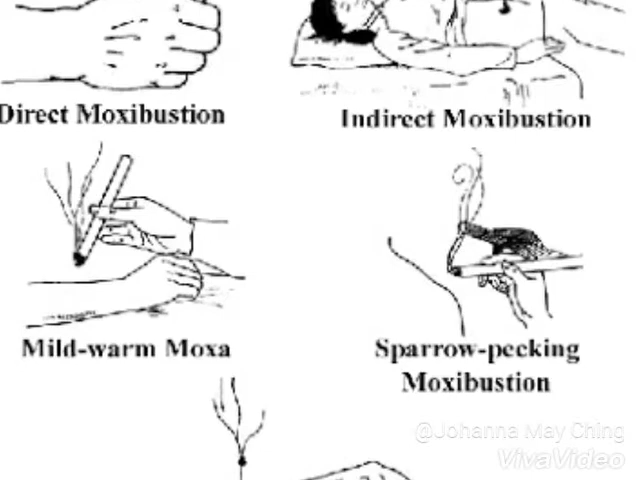 Direct Moxibustion
Indirect Moxibustion
Mild-warm Moxa
Sparrow-pecking
Moxibustion
@Johanna May Ching
VivaVideo